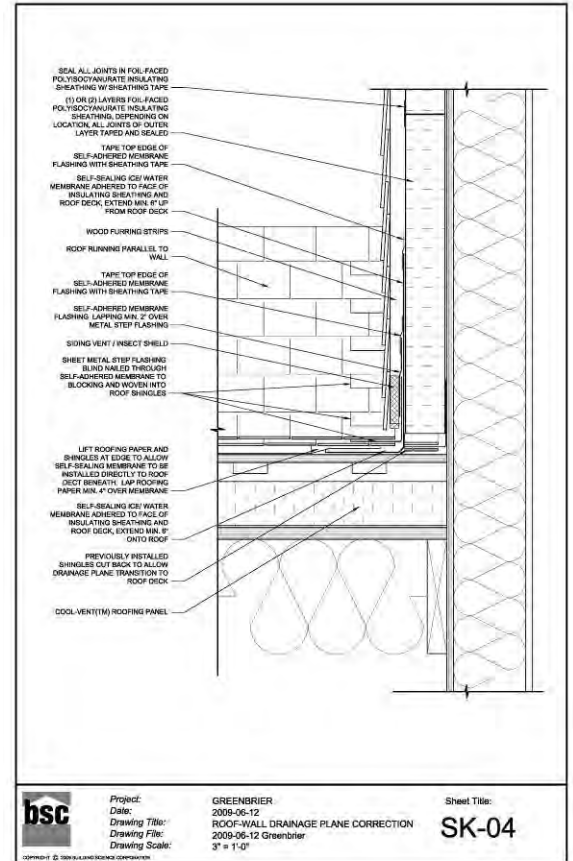 SEAL ALL JOINTS IN FOIL-FACED
POLYISOCYANURATE INSULATING
SHEATHING W/ SHEATHING TAPE
(1) OR (2) LAYERS FOIL-FACED
POLYISOCYANURATE INSULATING
SHEATHING, DEPENDING ON
LOCATION, ALL JOINTS OF OUTER
LAYER TAPED AND SEALED
TAPE TOP EDGE OF
SELF-ADHERED MEMBRANE
FLASHING WITH SHEATHING TAPE
SELF-SEALING ICE/ WATER
MEMBRANE ADHERED TO FACE OF
INSULATING SHEATHING AND
ROOF DECK, EXTEND MIN. 6" UP
FROM ROOF DECK
WOOD FURRING STRIPS
ROOF RUNNING PARALLEL TO
WALL
TAPE TOP EDGE OF
SELF-ADHERED MEMBRANE
FLASHING WITH SHEATHING TAPE
SELF-ADHERED MEMBRANE
FLASHING LAPPING MIN. 2" OVER
METAL STEP FLASHING
SIDING VENT / INSECT SHIELD
SHEET METAL STEP FLASHING
BLIND NAILED THROUGH
SELF-ADHERED MEMBRANE TO
BLOCKING AND WOVEN INTO
ROOF SHINGLES
LIFT ROOFING PAPER AND
SHINGLES AT EDGE TO ALLOW
SELF-SEALING MEMBRANE TO BE
INSTALLED DIRECTLY TO ROOF
DECT BENEATH. LAP ROOFING
PAPER MIN. 4" OVER MEMBRANE
SELF-SEALING ICE/ WATER
MEMBRANE ADHERED TO FACE OF
INSULATING SHEATHING AND
ROOF DECK, EXTEND MIN. 6"
ONTO ROOF
PREVIOUSLY INSTALLED
SHINGLES CUT BACK TO ALLOW
DRAINAGE PLANE TRANSITION TO
ROOF DECK
COOL-VENT(TM) ROOFING PANEL
bsc
Project: GREENBRIER
Date: 2009-06-12
Drawing Title: ROOF-WALL DRAINAGE PLANE CORRECTION
Drawing File: 2009-06-12 Greenbrier
Drawing Scale: 3" = 1'-0"
Sheet Title:
SK-04
COPYRIGHT © 2009 BUILDING SCIENCE CORPORATION